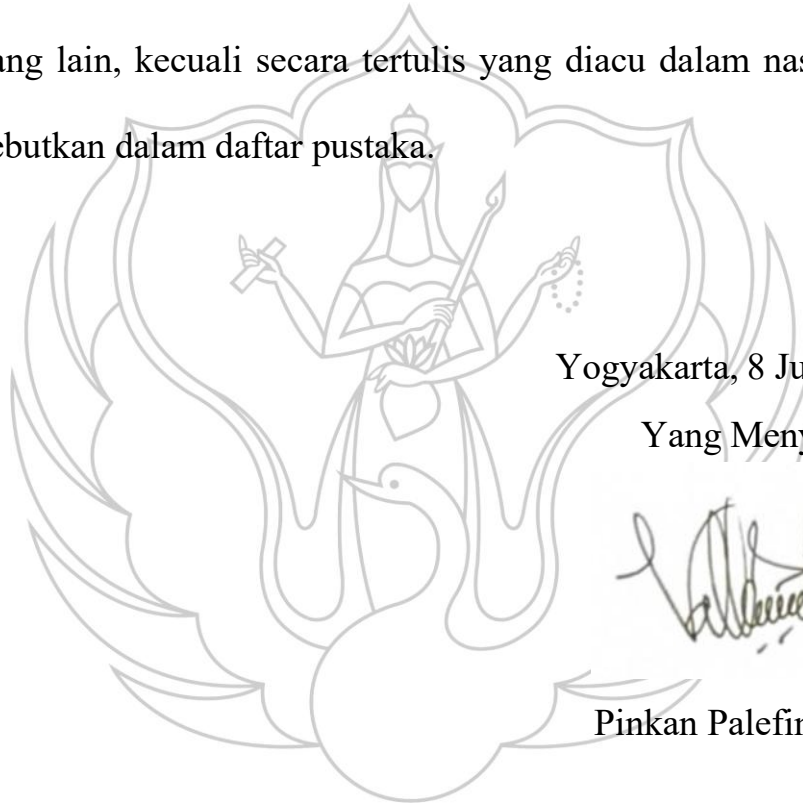 ang lain, kecuali secara tertulis yang diacu dalam nas
ebutkan dalam daftar pustaka.
Yogyakarta, 8 Ju
Yang Meny
Pinkan Palefin